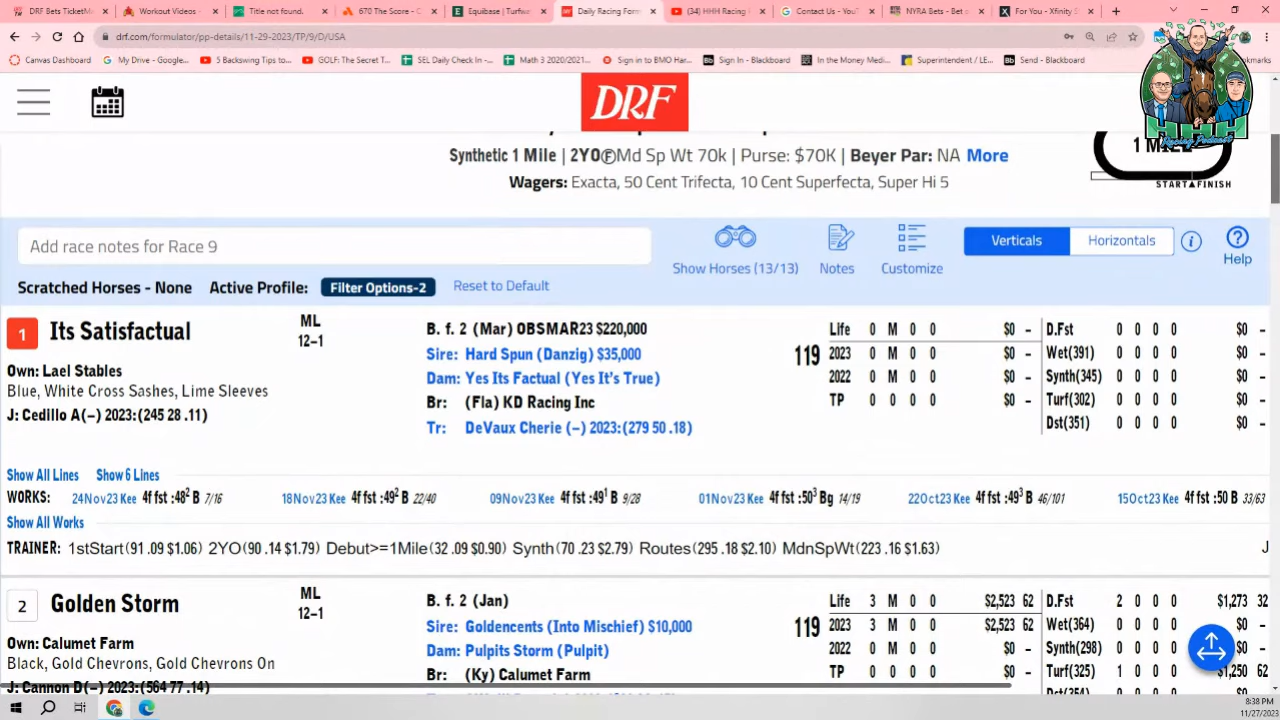 DRF Bets TicketM
Workout Videos -
Title not found.
670 The Score - C
Equibase | Turfwa
Daily Racing Form
(34) HHH Racing
Contact Us - YouT
NYRA Bets - Bet o
For You - Xfinity S
drf.com/formulator/pp-details/11-29-2023/TP/9/D/USA
Canvas Dashboard
My Drive - Google...
5 Backswing Tips to...
GOLF: The Secret T...
SEL Daily Check In -...
Math 3 2020/2021...
Sign in to BMO Har...
Sign In - Blackboard
In the Money Medi...
Superintendent / LE...
Send - Blackboard
kmarks
HHH
Racing Podcast
DRF
Synthetic 1 Mile | 2YOⒻMd Sp Wt 70k | Purse: $70K | Beyer Par: NA More
Wagers: Exacta, 50 Cent Trifecta, 10 Cent Superfecta, Super Hi 5
1 MILE
START▲FINISH
Add race notes for Race 9
Show Horses (13/13)
Notes
Customize
Verticals
Horizontals
Help
Scratched Horses - None Active Profile: Filter Options-2 Reset to Default
1 Its Satisfactual
ML
12-1
Own: Lael Stables
Blue, White Cross Sashes, Lime Sleeves
J: Cedillo A(-) 2023:(245 28 .11)
B. f. 2 (Mar) OBSMAR23 $220,000
Sire: Hard Spun (Danzig) $35,000
Dam: Yes Its Factual (Yes It's True)
Br: (Fla) KD Racing Inc
Tr: DeVaux Cherie (-) 2023:(279 50 .18)
119
Life 0 M 0 0 $0 -
2023 0 M 0 0 $0 -
2022 0 M 0 0 $0 -
TP 0 0 0 0 $0 -
D.Fst 0 0 0 0 $0 -
Wet(391) 0 0 0 0 $0 -
Synth(345) 0 0 0 0 $0 -
Turf(302) 0 0 0 0 $0 -
Dst(351) 0 0 0 0 $0 -
Show All Lines Show 6 Lines
WORKS: 24Nov23 Kee 4f fst :48² B 7/16 18Nov23 Kee 4f fst :49² B 22/40 09Nov23 Kee 4f fst :49¹ B 9/28 01Nov23 Kee 4f fst :50³ Bg 14/19 22Oct23 Kee 4f fst :49³ B 46/101 15Oct23 Kee 4f fst :50 B 33/63
Show All Works
TRAINER: 1stStart(91 .09 $1.06) 2YO(90 .14 $1.79) Debut>=1Mile(32 .09 $0.90) Synth(70 .23 $2.79) Routes(295 .18 $2.10) MdnSpWt(223 .16 $1.63) J
2 Golden Storm
ML
12-1
Own: Calumet Farm
Black, Gold Chevrons, Gold Chevrons On
J: Cannon D(-) 2023:(564 77 .14)
B. f. 2 (Jan)
Sire: Goldencents (Into Mischief) $10,000
Dam: Pulpits Storm (Pulpit)
Br: (Ky) Calumet Farm
119
Life 3 M 0 0 $2,523 62
2023 3 M 0 0 $2,523 62
2022 0 M 0 0 $0 -
TP 0 0 0 0 $0 -
D.Fst 2 0 0 0 $1,273 32
Wet(364) 0 0 0 0 $0 -
Synth(298) 0 0 0 0 $0 -
Turf(325) 1 0 0 0 $1,250 62
8:38 PM
11/27/2023